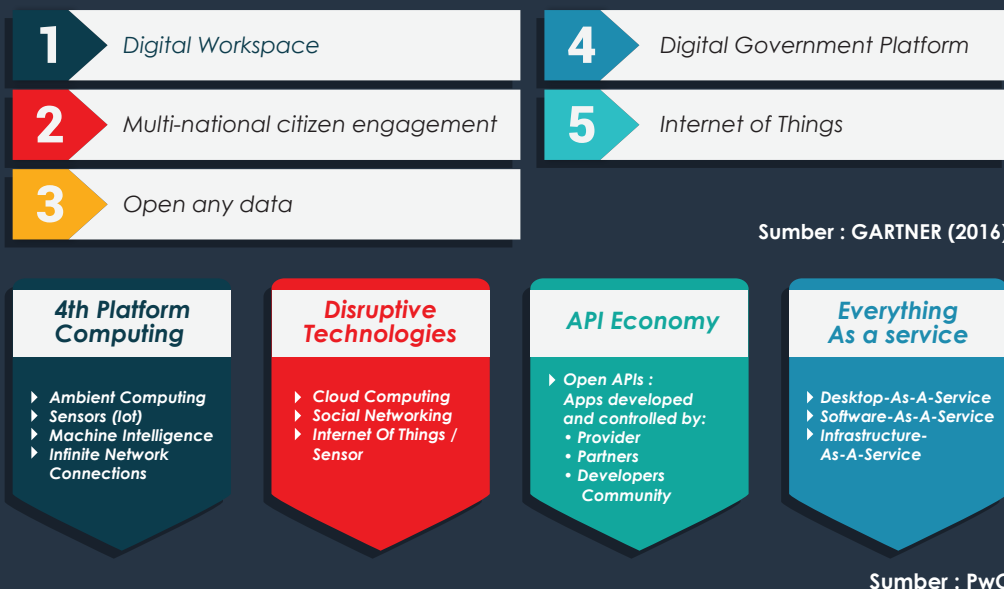 1
Digital Workspace
2
Multi-national citizen engagement
3
Open any data
4
Digital Government Platform
5
Internet of Things
Sumber : GARTNER (2016)
4th Platform
Computing
Ambient Computing
Sensors (Iot)
Machine Intelligence
Infinite Network
Connections
Disruptive
Technologies
Cloud Computing
Social Networking
Internet Of Things /
Sensor
API Economy
Open APIs :
Apps developed
and controlled by:
• Provider
• Partners
• Developers
Community
Everything
As a service
Desktop-As-A-Service
Software-As-A-Service
Infrastructure-
As-A-Service
Sumber : PwC